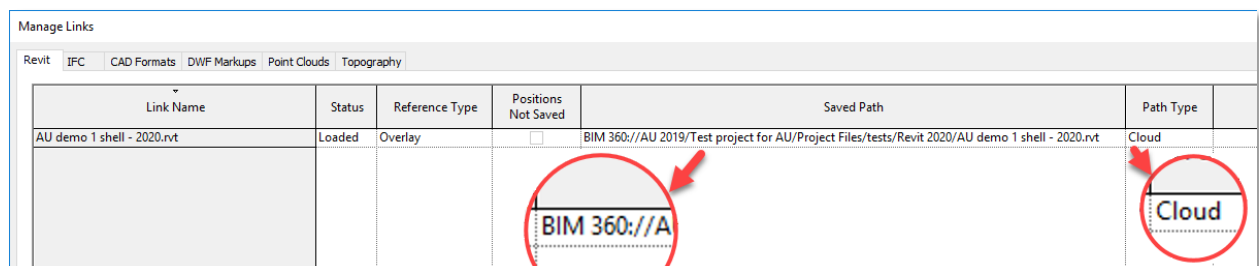 Manage Links
Revit IFC CAD Formats DWF Markups Point Clouds Topography
Link Name Status Reference Type Positions Not Saved Saved Path Path Type
AU demo 1 shell - 2020.rvt Loaded Overlay BIM 360://AU 2019/Test project for AU/Project Files/tests/Revit 2020/AU demo 1 shell - 2020.rvt Cloud
BIM 360://A Cloud